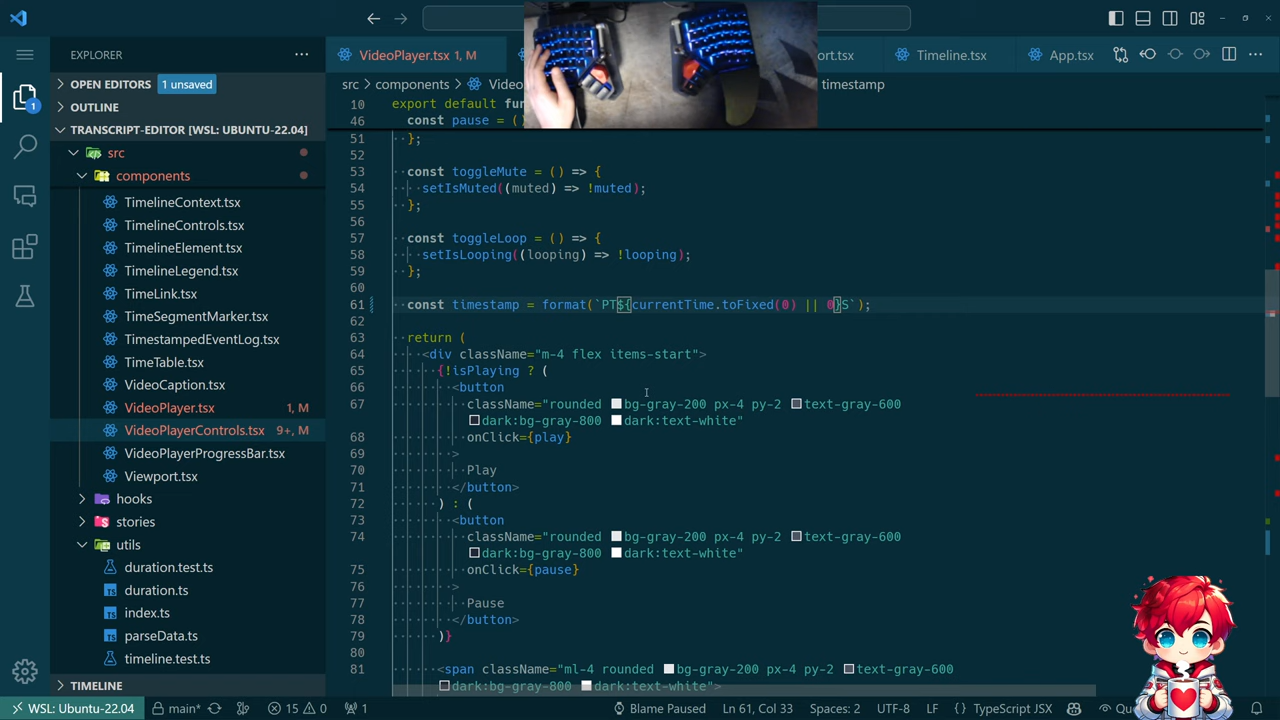 EXPLORER
VideoPlayer.tsx 1, M
ort.tsx
Timeline.tsx
App.tsx
OPEN EDITORS 1 unsaved
OUTLINE
TRANSCRIPT-EDITOR [WSL: UBUNTU-22.04]
src
components
TimelineContext.tsx
TimelineControls.tsx
TimelineElement.tsx
TimelineLegend.tsx
TimeLink.tsx
TimeSegmentMarker.tsx
TimestampedEventLog.tsx
TimeTable.tsx
VideoCaption.tsx
VideoPlayer.tsx 1, M
VideoPlayerControls.tsx 9+, M
VideoPlayerProgressBar.tsx
Viewport.tsx
hooks
stories
utils
duration.test.ts
duration.ts
index.ts
parseData.ts
timeline.test.ts
TIMELINE
src > components > Video
timestamp
10 export default fun
46 const pause = ()
51 };
52
53 const toggleMute = () => {
54 setIsMuted((muted) => !muted);
55 };
56
57 const toggleLoop = () => {
58 setIsLooping((looping) => !looping);
59 };
60
61 const timestamp = format(`PT${currentTime.toFixed(0) || 0}S`);
62
63 return (
64 <div className="m-4 flex items-start">
65 {!isPlaying ? (
66 <button
67 className="rounded bg-gray-200 px-4 py-2 text-gray-600
dark:bg-gray-800 dark:text-white"
68 onClick={play}
69 >
70 Play
71 </button>
72 ) : (
73 <button
74 className="rounded bg-gray-200 px-4 py-2 text-gray-600
dark:bg-gray-800 dark:text-white"
75 onClick={pause}
76 >
77 Pause
78 </button>
79 )}
80
81 <span className="ml-4 rounded bg-gray-200 px-4 py-2 text-gray-600
dark:bg-gray-800 dark:text-white">
WSL: Ubuntu-22.04 main* 15 0 1 Blame Paused Ln 61, Col 33 Spaces: 2 UTF-8 LF {} TypeScript JSX Qu